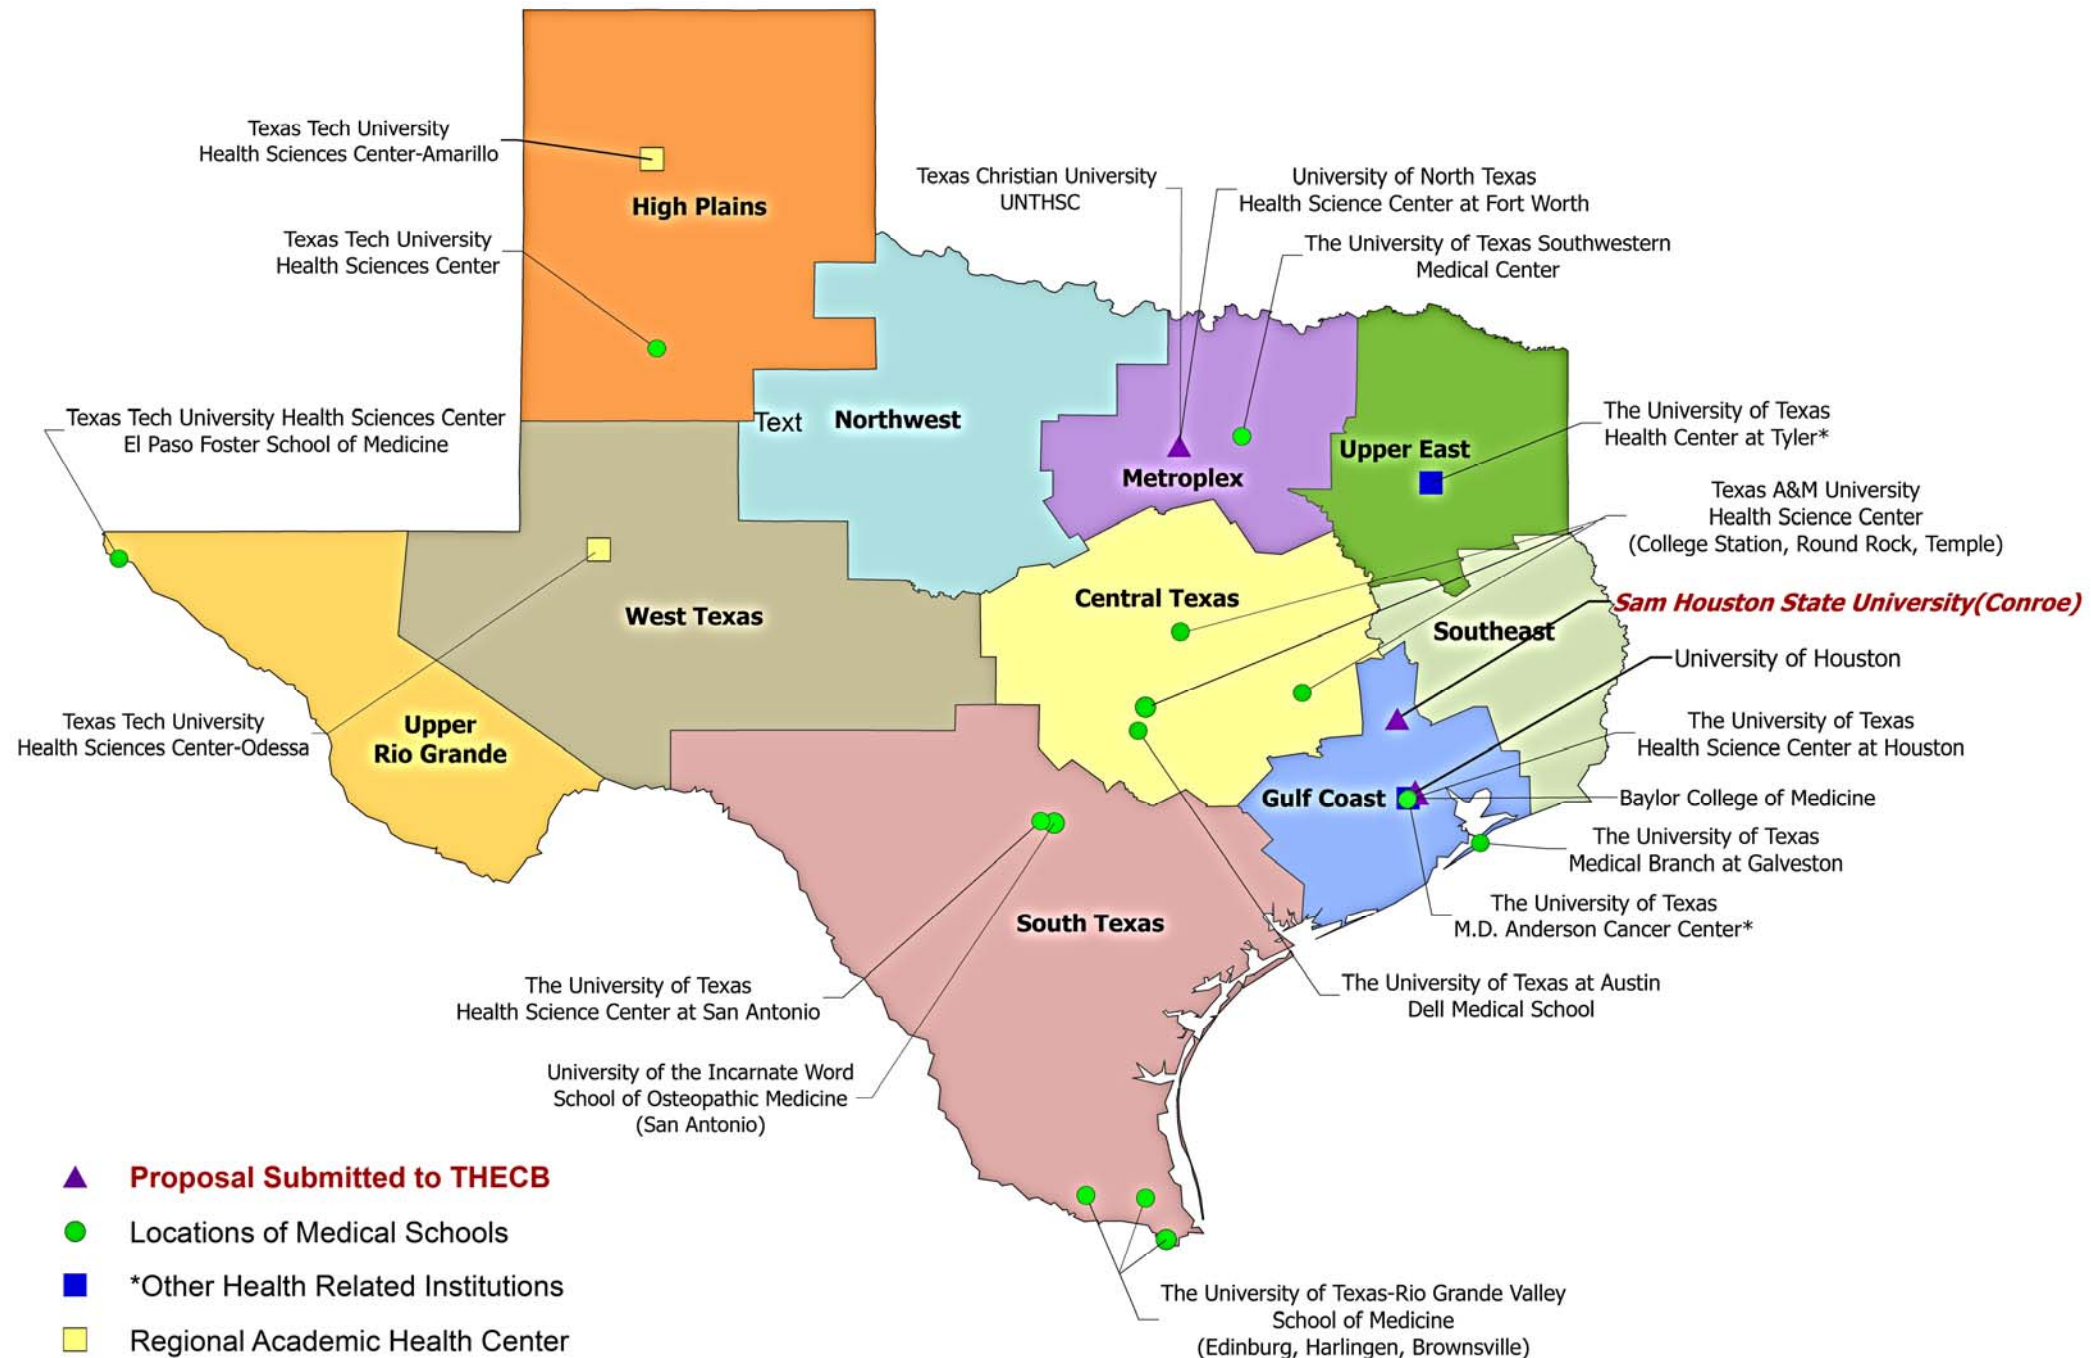 Texas Tech University
Health Sciences Center-Amarillo
High Plains
Texas Tech University
Health Sciences Center
Texas Christian University
UNTHSC
University of North Texas
Health Science Center at Fort Worth
The University of Texas Southwestern
Medical Center
Texas Tech University Health Sciences Center
El Paso Foster School of Medicine
Text
Northwest
Metroplex
Upper East
The University of Texas
Health Center at Tyler*
Texas A&M University
Health Science Center
(College Station, Round Rock, Temple)
West Texas
Central Texas
Southeast
Sam Houston State University(Conroe)
University of Houston
Texas Tech University
Health Sciences Center-Odessa
Upper
Rio Grande
The University of Texas
Health Science Center at Houston
Gulf Coast
Baylor College of Medicine
The University of Texas
Medical Branch at Galveston
The University of Texas
M.D. Anderson Cancer Center*
South Texas
The University of Texas
Health Science Center at San Antonio
The University of Texas at Austin
Dell Medical School
University of the Incarnate Word
School of Osteopathic Medicine
(San Antonio)
Proposal Submitted to THECB
Locations of Medical Schools
*Other Health Related Institutions
Regional Academic Health Center
The University of Texas-Rio Grande Valley
School of Medicine
(Edinburg, Harlingen, Brownsville)